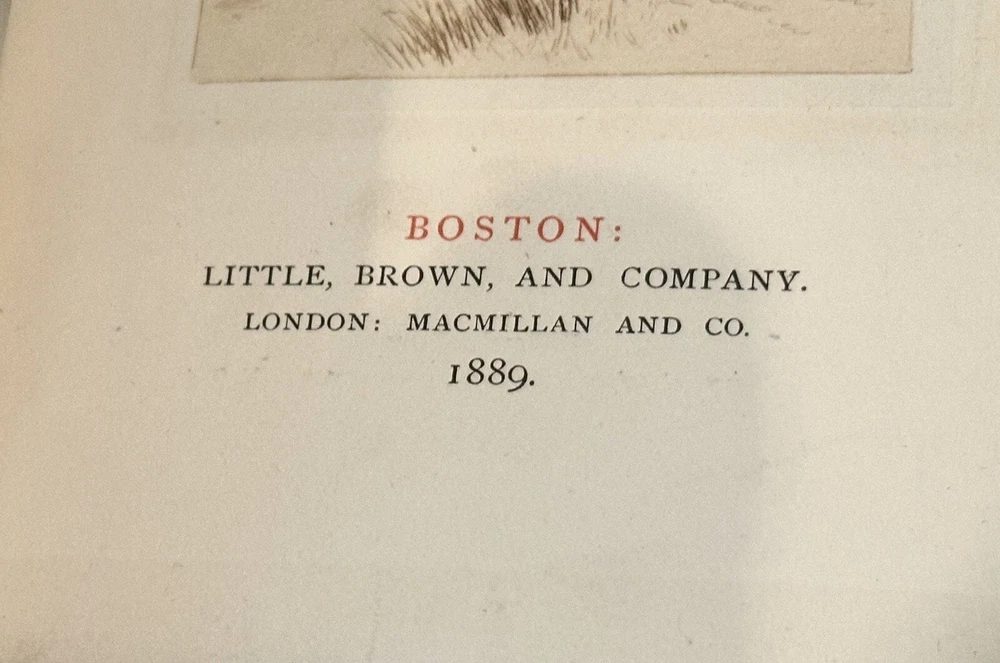 BOSTON:
LITTLE, BROWN, AND COMPANY.
LONDON: MACMILLAN AND CO.
1889.